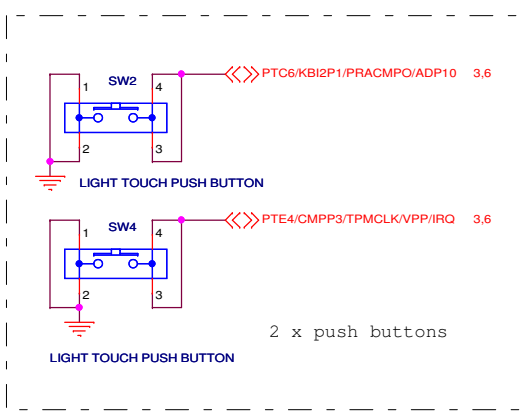 SW2
1 4
PTC6/KBI2P1/PRACMPO/ADP10 3,6
2 3
LIGHT TOUCH PUSH BUTTON
SW4
1 4
PTE4/CMPP3/TPMCLK/VPP/IRQ 3,6
2 3
2 x push buttons
LIGHT TOUCH PUSH BUTTON